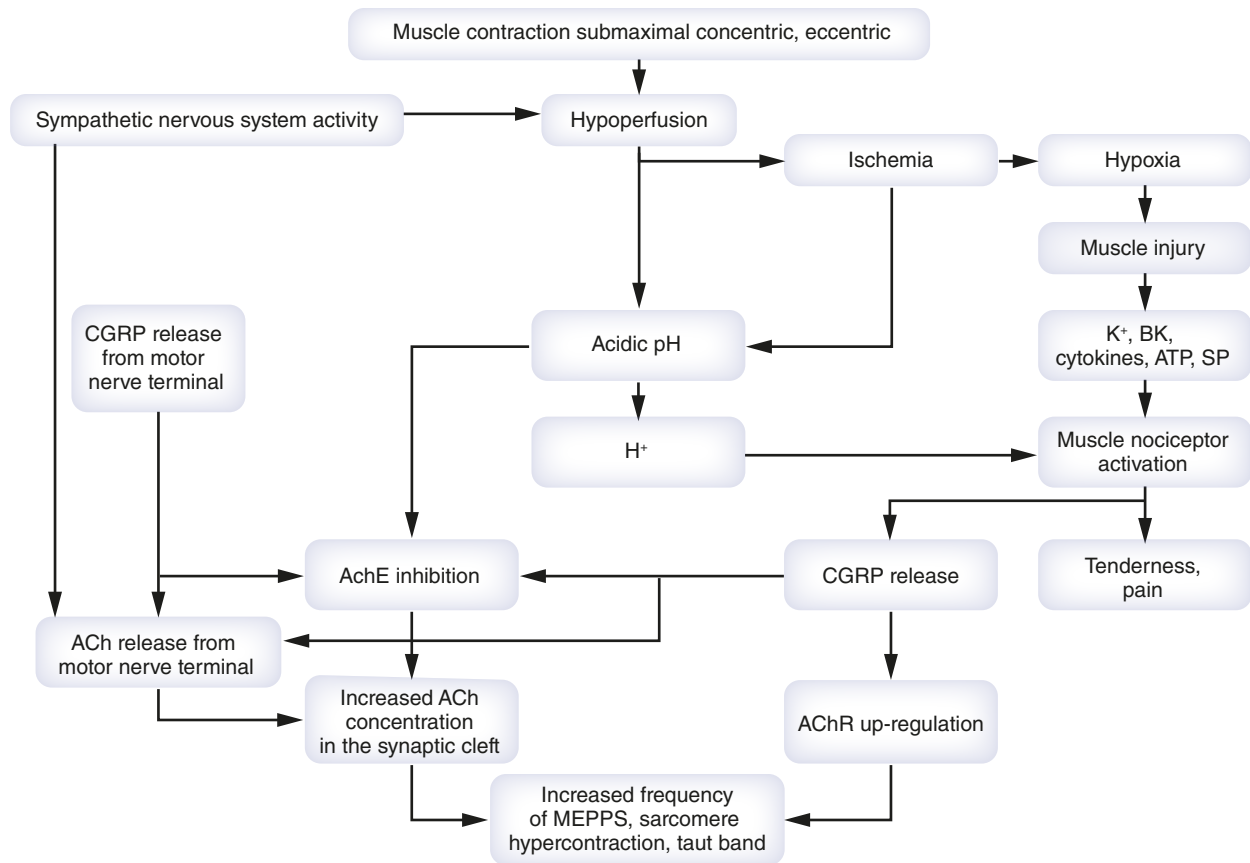 Muscle contraction submaximal concentric, eccentric
Sympathetic nervous system activity
Hypoperfusion
Ischemia
Hypoxia
Muscle injury
CGRP release
from motor
nerve terminal
Acidic pH
K⁺, BK,
cytokines, ATP, SP
H⁺
Muscle nociceptor
activation
AchE inhibition
CGRP release
Tenderness,
pain
ACh release from
motor nerve terminal
Increased ACh
concentration
in the synaptic cleft
AChR up-regulation
Increased frequency
of MEPPS, sarcomere
hypercontraction, taut band